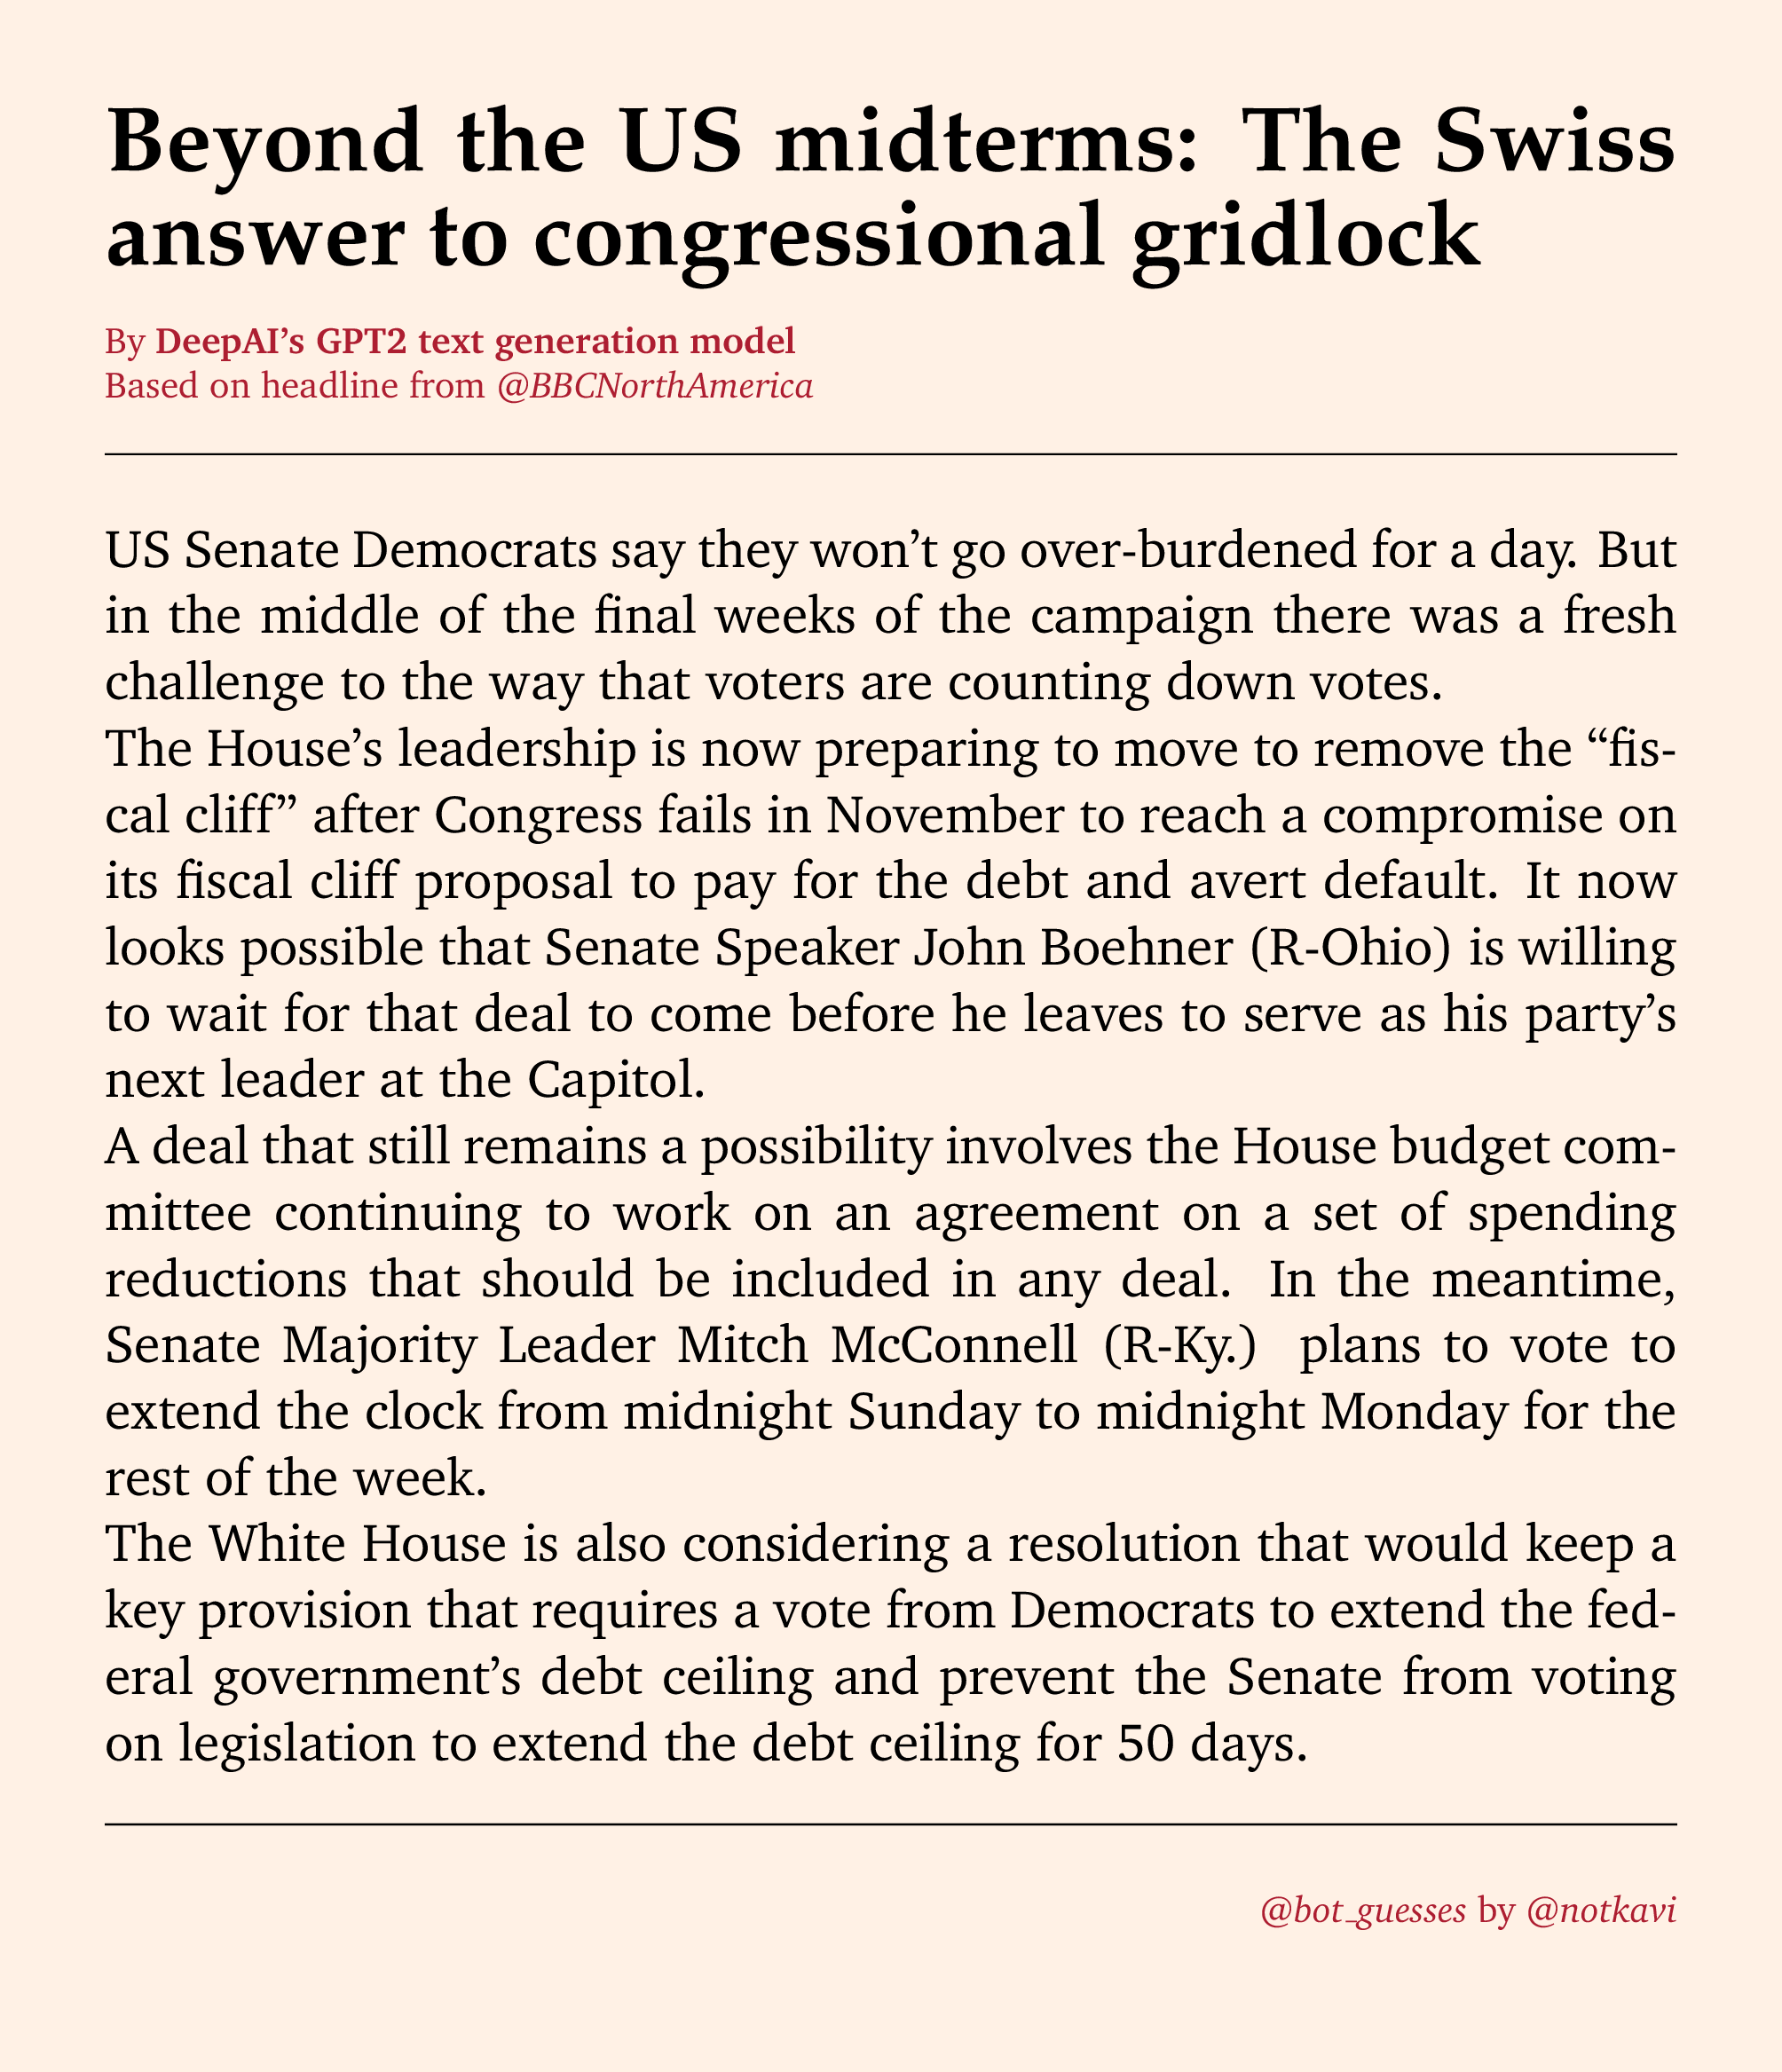 Beyond the US midterms: The Swiss
answer to congressional gridlock
By DeepAI’s GPT2 text generation model
Based on headline from @BBCNorthAmerica
US Senate Democrats say they won’t go over-burdened for a day. But
in the middle of the final weeks of the campaign there was a fresh
challenge to the way that voters are counting down votes.
The House’s leadership is now preparing to move to remove the “fis-
cal cliff” after Congress fails in November to reach a compromise on
its fiscal cliff proposal to pay for the debt and avert default. It now
looks possible that Senate Speaker John Boehner (R-Ohio) is willing
to wait for that deal to come before he leaves to serve as his party’s
next leader at the Capitol.
A deal that still remains a possibility involves the House budget com-
mittee continuing to work on an agreement on a set of spending
reductions that should be included in any deal. In the meantime,
Senate Majority Leader Mitch McConnell (R-Ky.) plans to vote to
extend the clock from midnight Sunday to midnight Monday for the
rest of the week.
The White House is also considering a resolution that would keep a
key provision that requires a vote from Democrats to extend the fed-
eral government’s debt ceiling and prevent the Senate from voting
on legislation to extend the debt ceiling for 50 days.
@bot_guesses by @notkavi